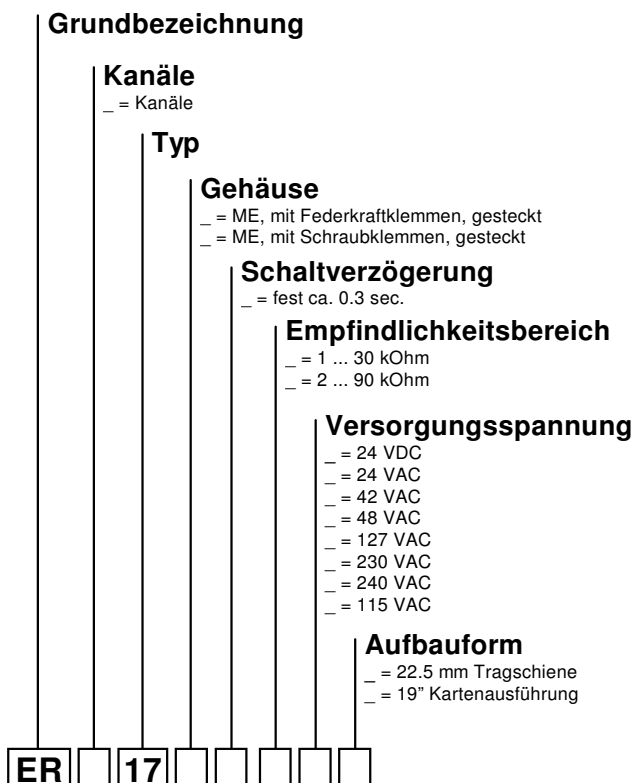 Grundbezeichnung
Kanäle
_ = Kanäle
Typ
Gehäuse
_ = ME, mit Federkraftklemmen, gesteckt
_ = ME, mit Schraubklemmen, gesteckt
Schaltverzögerung
_ = fest ca. 0.3 sec.
Empfindlichkeitsbereich
_ = 1 ... 30 kOhm
_ = 2 ... 90 kOhm
Versorgungsspannung
_ = 24 VDC
_ = 24 VAC
_ = 42 VAC
_ = 48 VAC
_ = 127 VAC
_ = 230 VAC
_ = 240 VAC
_ = 115 VAC
Aufbauform
_ = 22.5 mm Tragschiene
_ = 19” Kartenausführung
ER 17